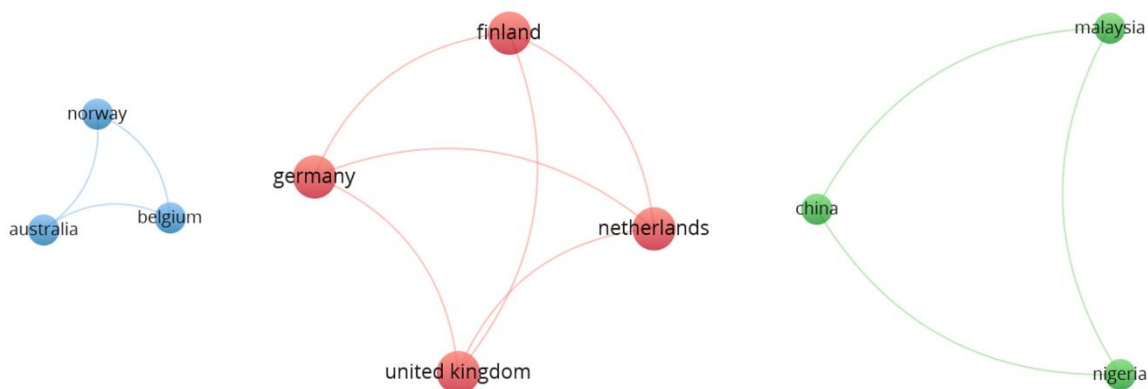 norway
australia
belgium
finland
germany
netherlands
united kingdom
malaysia
china
nigeria